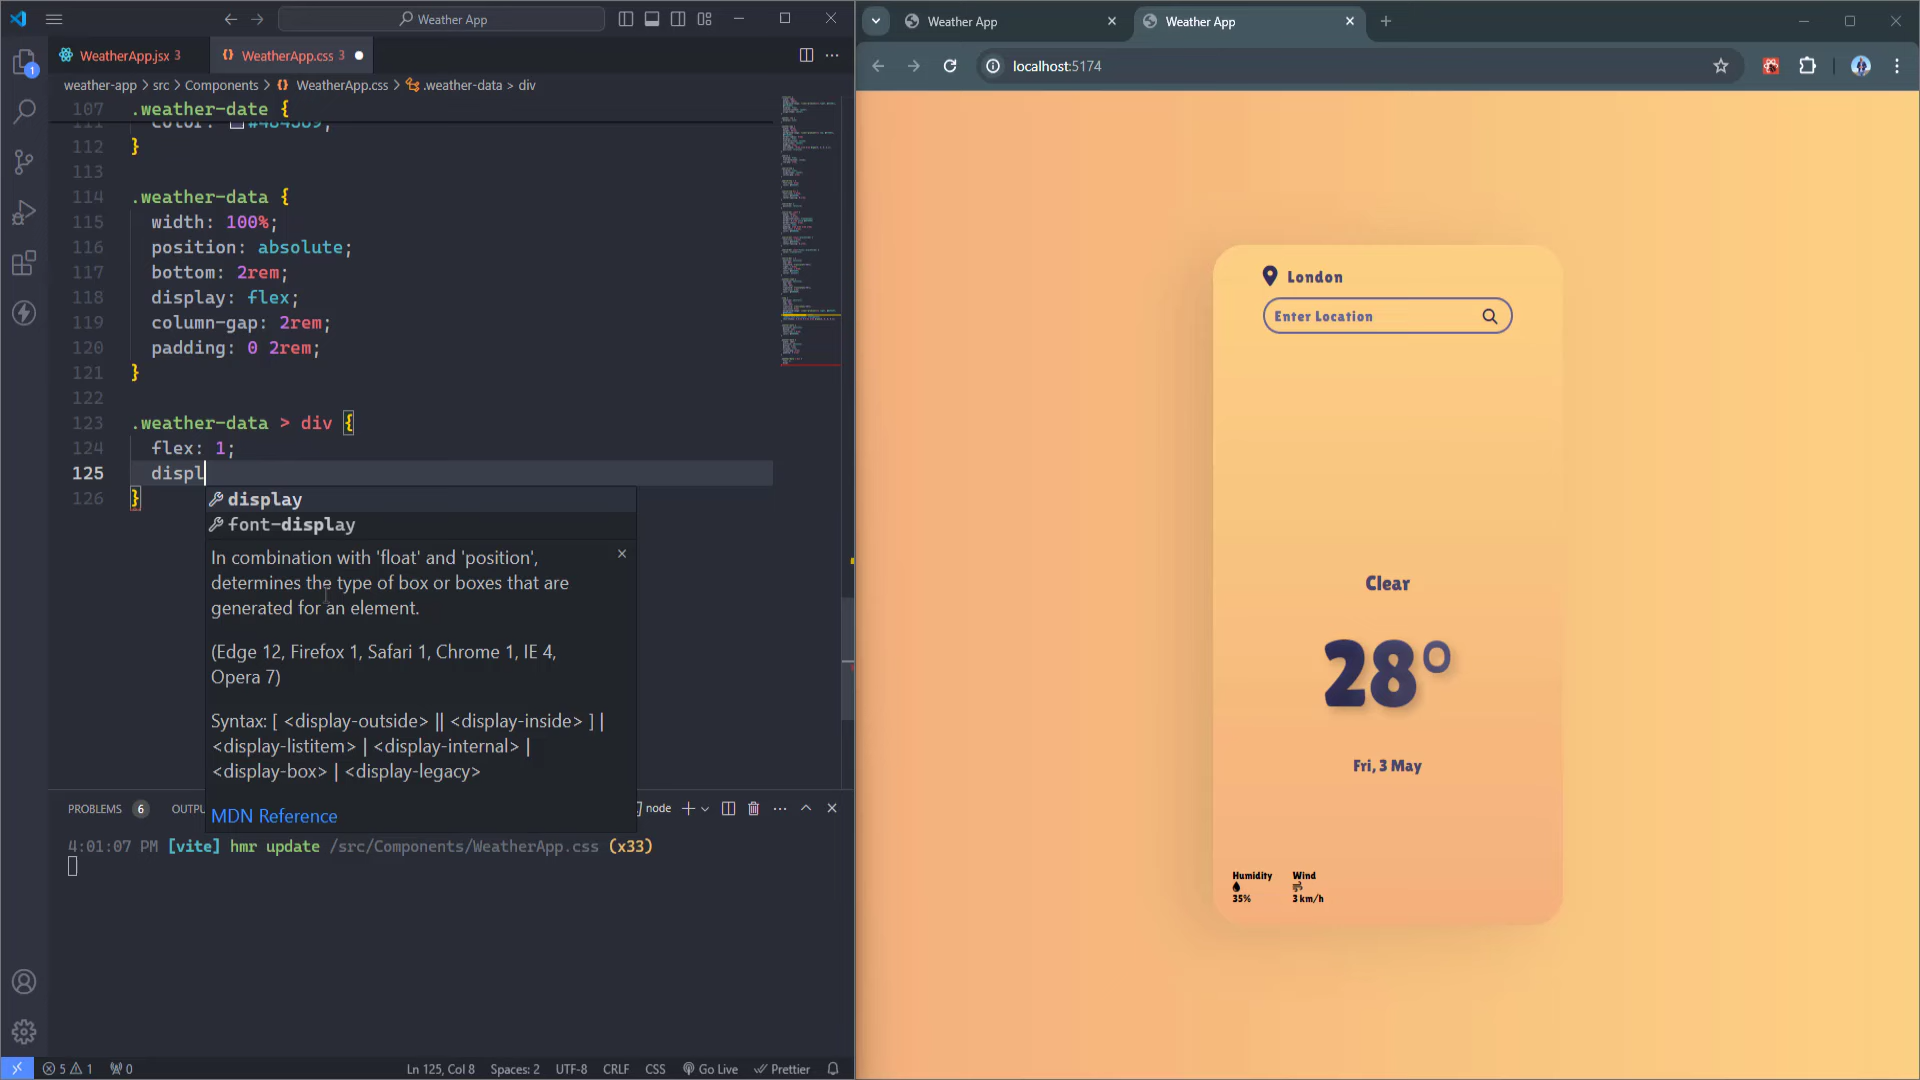 Weather App
WeatherApp.jsx 3
WeatherApp.css 3
weather-app > src > Components > WeatherApp.css > .weather-data > div
107 .weather-date {
112 }
113
114 .weather-data {
115 width: 100%;
116 position: absolute;
117 bottom: 2rem;
118 display: flex;
119 column-gap: 2rem;
120 padding: 0 2rem;
121 }
122
123 .weather-data > div {
124 flex: 1;
125 displ
126 }
display
font-display
In combination with 'float' and 'position',
determines the type of box or boxes that are
generated for an element.
(Edge 12, Firefox 1, Safari 1, Chrome 1, IE 4,
Opera 7)
Syntax: [ <display-outside> || <display-inside> ] |
<display-listitem> | <display-internal> |
<display-box> | <display-legacy>
MDN Reference
PROBLEMS 6 OUTPU
node
4:01:07 PM [vite] hmr update /src/Components/WeatherApp.css (x33)
5 1 0
Ln 125, Col 8 Spaces: 2 UTF-8 CRLF CSS Go Live Prettier
1
Weather App
Weather App
localhost:5174
London
Enter Location
Clear
28°
Fri, 3 May
Humidity
35%
Wind
3 km/h